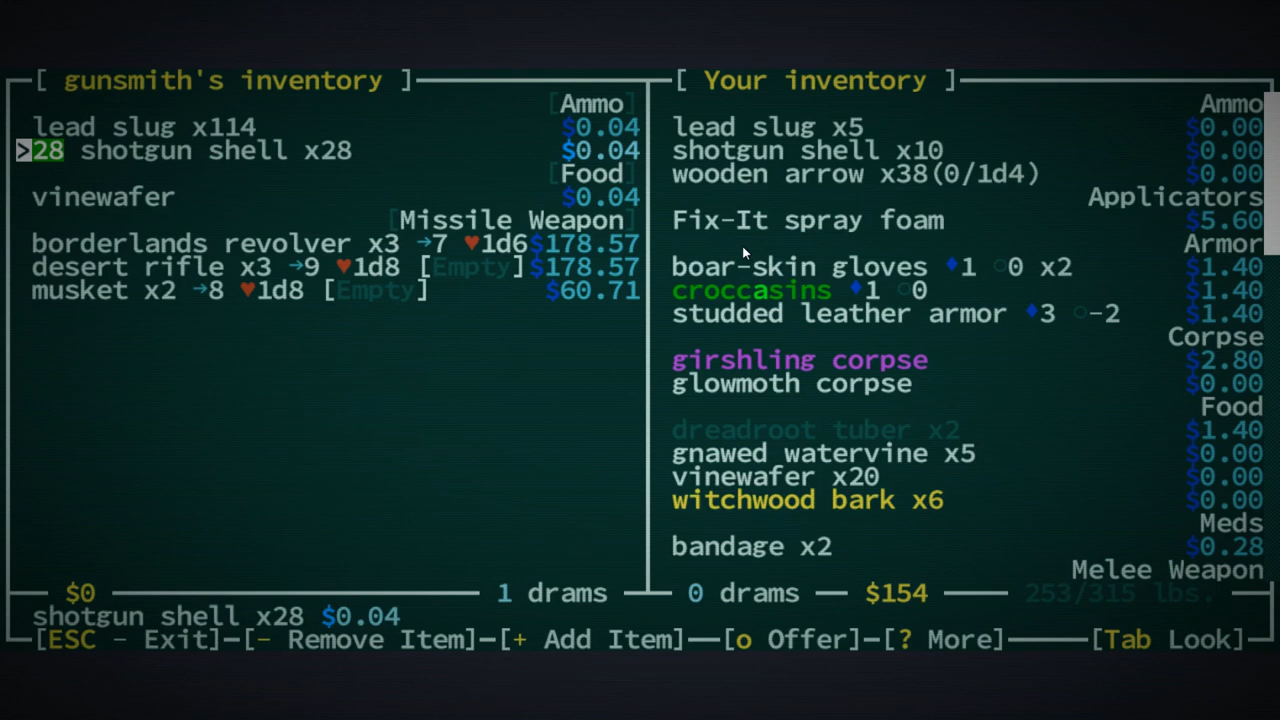 [ gunsmith's inventory ]
[Ammo]
lead slug x114 $0.04
>28 shotgun shell x28 $0.04
[Food]
vinewafer $0.04
[Missile Weapon]
borderlands revolver x3 →7 ♥1d6 $178.57
desert rifle x3 →9 ♥1d8 [Empty] $178.57
musket x2 →8 ♥1d8 [Empty] $60.71
[ Your inventory ]
Ammo
lead slug x5 $0.00
shotgun shell x10 $0.00
wooden arrow x38(0/1d4) $0.00
Applicators
Fix-It spray foam $5.60
Armor
boar-skin gloves ♦1 ○0 x2 $1.40
croccasins ♦1 ○0 $1.40
studded leather armor ♦3 ○-2 $1.40
Corpse
girshling corpse $2.80
glowmoth corpse $0.00
Food
dreadroot tuber x2 $1.40
gnawed watervine x5 $0.00
vinewafer x20 $0.00
witchwood bark x6 $0.00
Meds
bandage x2 $0.28
Melee Weapon
$0 1 drams 0 drams $154 253/315 lbs.
shotgun shell x28 $0.04
[ESC - Exit] [- Remove Item] [+ Add Item] [o Offer] [? More] [Tab Look]